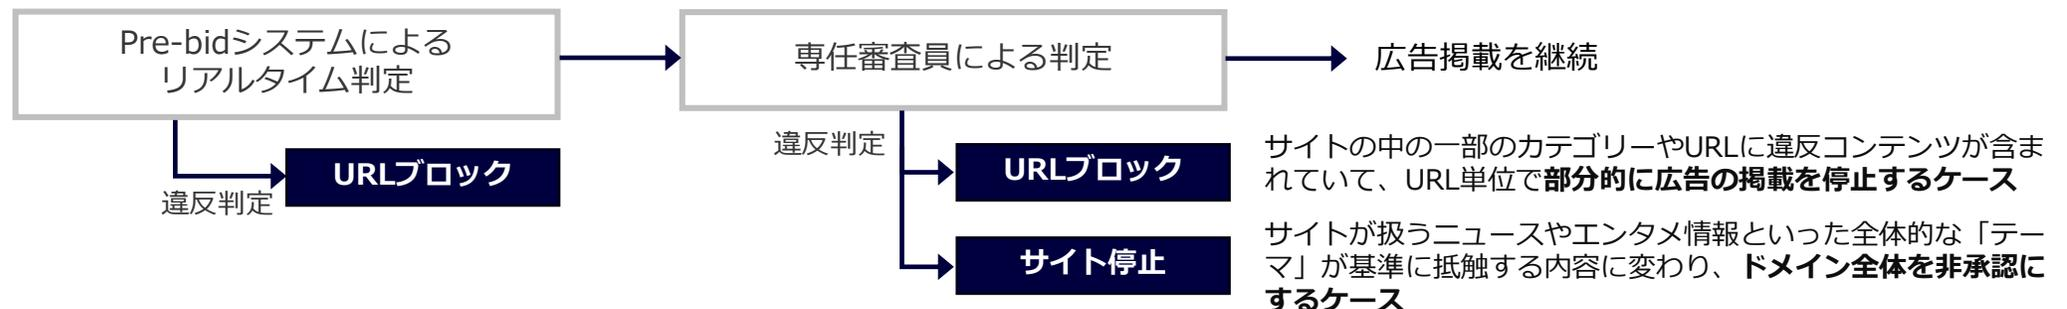 Pre-bidシステムによる
リアルタイム判定
専任審査員による判定
広告掲載を継続
違反判定
URLブロック
違反判定
URLブロック
サイトの中の一部のカテゴリーやURLに違反コンテンツが含ま
れていて、URL単位で部分的に広告の掲載を停止するケース
サイト停止
サイトが扱うニュースやエンタメ情報といった全体的な「テー
マ」が基準に抵触する内容に変わり、ドメイン全体を非承認に
するケース